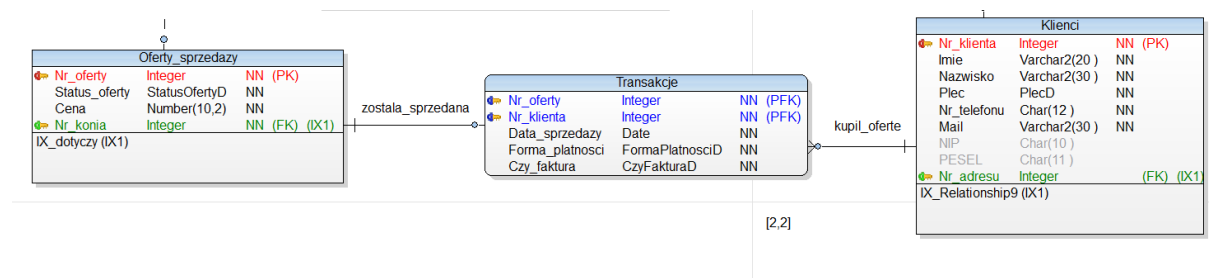 Oferty_sprzedazy
Nr_oferty Integer NN (PK)
Status_oferty StatusOfertyD NN
Cena Number(10,2) NN
Nr_konia Integer NN (FK) (IX1)
IX_dotyczy (IX1)
zostala_sprzedana
Transakcje
Nr_oferty Integer NN (PFK)
Nr_klienta Integer NN (PFK)
Data_sprzedazy Date NN
Forma_platnosci FormaPlatnosciD NN
Czy_faktura CzyFakturaD NN
kupil_oferte
Klienci
Nr_klienta Integer NN (PK)
Imie Varchar2(20 ) NN
Nazwisko Varchar2(30 ) NN
Plec PlecD NN
Nr_telefonu Char(12 ) NN
Mail Varchar2(30 ) NN
NIP Char(10 )
PESEL Char(11 )
Nr_adresu Integer (FK) (IX1)
IX_Relationship9 (IX1)
[2,2]